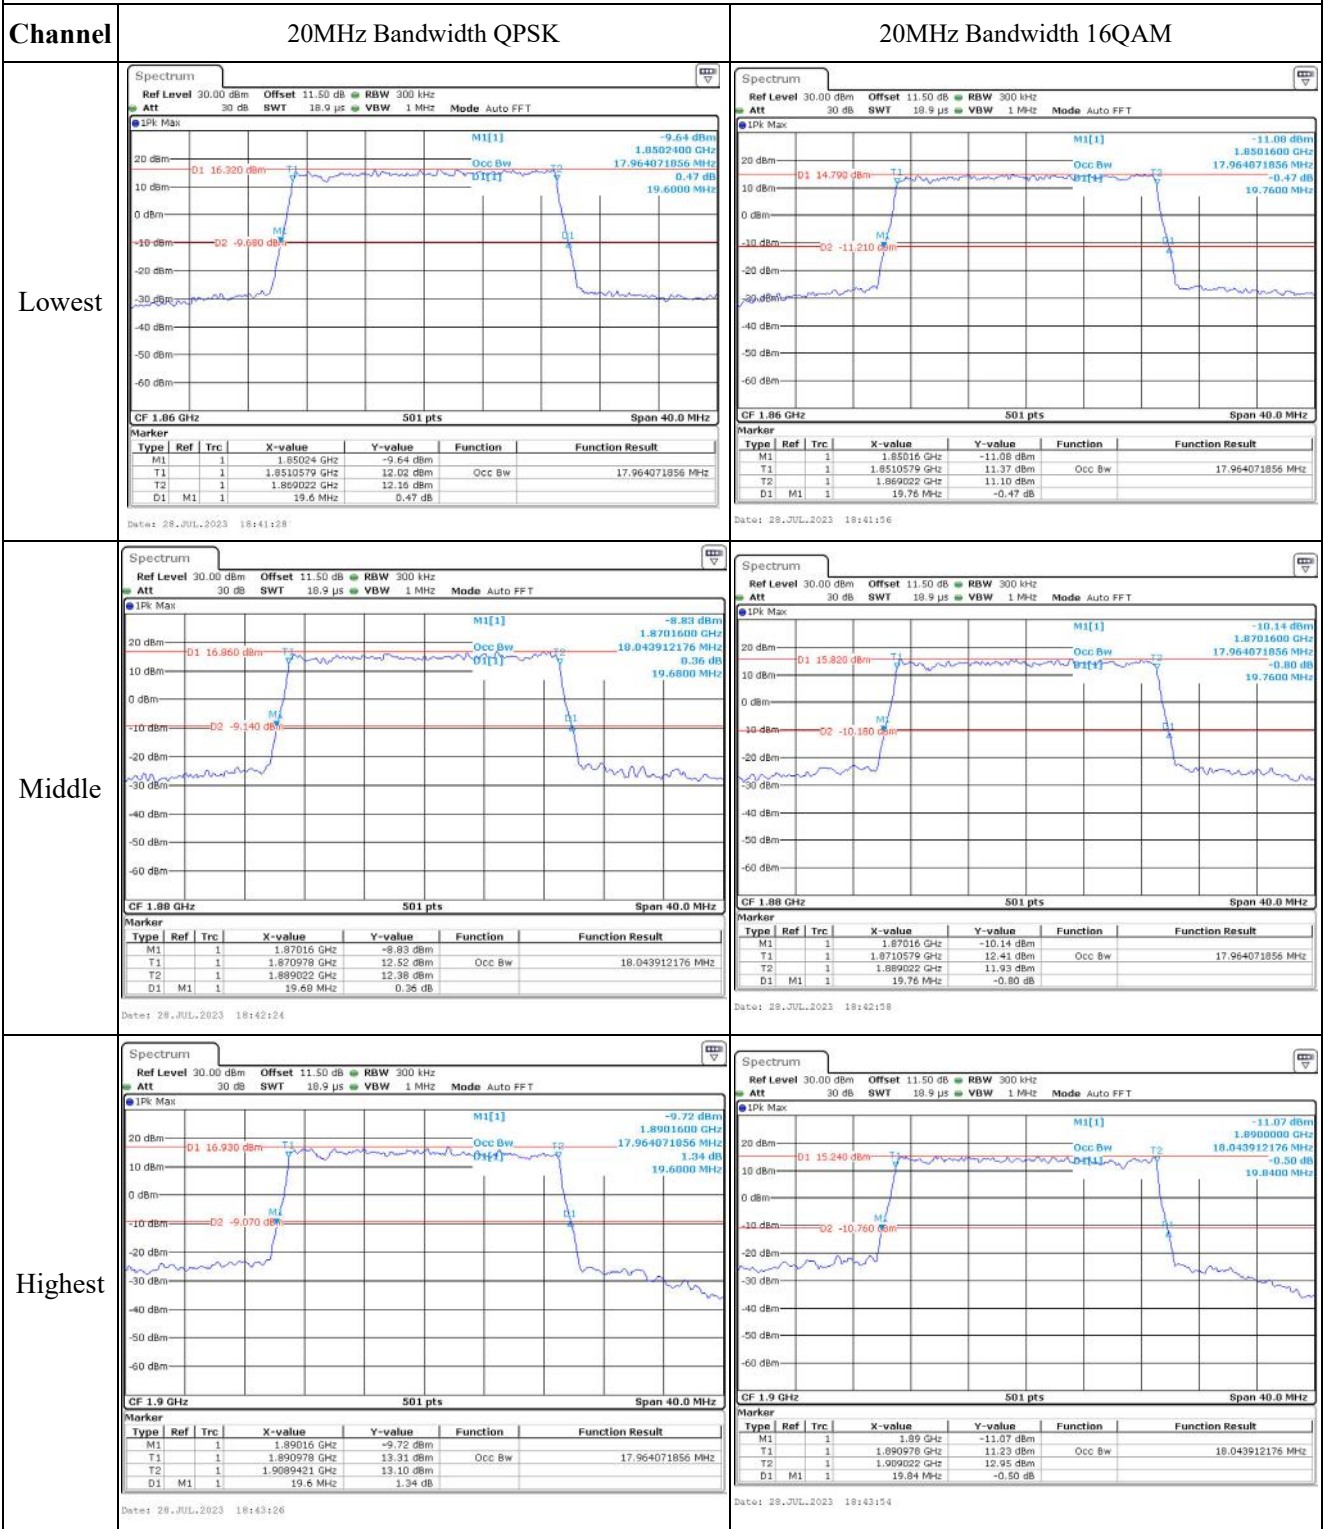 Channel 20MHz Bandwidth QPSK 20MHz Bandwidth 16QAM
Lowest
Spectrum
Ref Level 30.00 dBm Offset 11.50 dB RBW 300 kHz
Att 30 dB SWT 18.9 µs VBW 1 MHz Mode Auto FFT
1Pk Max
M1[1] -9.64 dBm
1.8502400 GHz
20 dBm
D1 16.320 dBm
T1
Occ Bw
T2
17.964071856 MHz
D1[1] 0.47 dB
10 dBm
19.6000 MHz
0 dBm
M1
D1
-10 dBm
D2 -9.680 dBm
-20 dBm
-30 dBm
-40 dBm
-50 dBm
-60 dBm
CF 1.86 GHz 501 pts Span 40.0 MHz
Marker
Type Ref Trc X-value Y-value Function Function Result
M1 1 1.85024 GHz -9.64 dBm
T1 1 1.8510579 GHz 12.02 dBm Occ Bw 17.964071856 MHz
T2 1 1.869022 GHz 12.16 dBm
D1 M1 1 19.6 MHz 0.47 dB
Date: 28.JUL.2023 18:41:28
Spectrum
Ref Level 30.00 dBm Offset 11.50 dB RBW 300 kHz
Att 30 dB SWT 18.9 µs VBW 1 MHz Mode Auto FFT
1Pk Max
M1[1] -11.08 dBm
1.8501600 GHz
20 dBm
Occ Bw 17.964071856 MHz
D1 14.790 dBm
T1
T2
D1[1] -0.47 dB
10 dBm
19.7600 MHz
0 dBm
M1
D1
-10 dBm
D2 -11.210 dBm
-20 dBm
-30 dBm
-40 dBm
-50 dBm
-60 dBm
CF 1.86 GHz 501 pts Span 40.0 MHz
Marker
Type Ref Trc X-value Y-value Function Function Result
M1 1 1.85016 GHz -11.08 dBm
T1 1 1.8510579 GHz 11.37 dBm Occ Bw 17.964071856 MHz
T2 1 1.869022 GHz 11.10 dBm
D1 M1 1 19.76 MHz -0.47 dB
Date: 28.JUL.2023 18:41:56
Middle
Spectrum
Ref Level 30.00 dBm Offset 11.50 dB RBW 300 kHz
Att 30 dB SWT 18.9 µs VBW 1 MHz Mode Auto FFT
1Pk Max
M1[1] -8.83 dBm
1.8701600 GHz
20 dBm
Occ Bw 18.043912176 MHz
D1 16.860 dBm
T1
T2
D1[1] 0.36 dB
10 dBm
19.6800 MHz
0 dBm
M1
D1
-10 dBm
D2 -9.140 dBm
-20 dBm
-30 dBm
-40 dBm
-50 dBm
-60 dBm
CF 1.88 GHz 501 pts Span 40.0 MHz
Marker
Type Ref Trc X-value Y-value Function Function Result
M1 1 1.87016 GHz -8.83 dBm
T1 1 1.870978 GHz 12.52 dBm Occ Bw 18.043912176 MHz
T2 1 1.889022 GHz 12.38 dBm
D1 M1 1 19.68 MHz 0.36 dB
Date: 28.JUL.2023 18:42:24
Spectrum
Ref Level 30.00 dBm Offset 11.50 dB RBW 300 kHz
Att 30 dB SWT 18.9 µs VBW 1 MHz Mode Auto FFT
1Pk Max
M1[1] -10.14 dBm
1.8701600 GHz
20 dBm
Occ Bw 17.964071856 MHz
D1 15.820 dBm
T1
T2
D1[1] -0.80 dB
10 dBm
19.7600 MHz
0 dBm
M1
D1
-10 dBm
D2 -10.180 dBm
-20 dBm
-30 dBm
-40 dBm
-50 dBm
-60 dBm
CF 1.88 GHz 501 pts Span 40.0 MHz
Marker
Type Ref Trc X-value Y-value Function Function Result
M1 1 1.87016 GHz -10.14 dBm
T1 1 1.8710579 GHz 12.41 dBm Occ Bw 17.964071856 MHz
T2 1 1.889022 GHz 11.93 dBm
D1 M1 1 19.76 MHz -0.80 dB
Date: 28.JUL.2023 18:42:58
Highest
Spectrum
Ref Level 30.00 dBm Offset 11.50 dB RBW 300 kHz
Att 30 dB SWT 18.9 µs VBW 1 MHz Mode Auto FFT
1Pk Max
M1[1] -9.72 dBm
1.8901600 GHz
20 dBm
Occ Bw 17.964071856 MHz
D1 16.930 dBm
T1
T2
D1[1] 1.34 dB
10 dBm
19.6000 MHz
0 dBm
M1
D1
-10 dBm
D2 -9.070 dBm
-20 dBm
-30 dBm
-40 dBm
-50 dBm
-60 dBm
CF 1.9 GHz 501 pts Span 40.0 MHz
Marker
Type Ref Trc X-value Y-value Function Function Result
M1 1 1.89016 GHz -9.72 dBm
T1 1 1.890978 GHz 13.31 dBm Occ Bw 17.964071856 MHz
T2 1 1.9089421 GHz 13.10 dBm
D1 M1 1 19.6 MHz 1.34 dB
Date: 28.JUL.2023 18:43:26
Spectrum
Ref Level 30.00 dBm Offset 11.50 dB RBW 300 kHz
Att 30 dB SWT 18.9 µs VBW 1 MHz Mode Auto FFT
1Pk Max
M1[1] -11.07 dBm
1.8900000 GHz
20 dBm
Occ Bw 18.043912176 MHz
D1 15.240 dBm
T1
T2
D1[1] -0.50 dB
10 dBm
19.8400 MHz
0 dBm
M1
D1
-10 dBm
D2 -10.760 dBm
-20 dBm
-30 dBm
-40 dBm
-50 dBm
-60 dBm
CF 1.9 GHz 501 pts Span 40.0 MHz
Marker
Type Ref Trc X-value Y-value Function Function Result
M1 1 1.89 GHz -11.07 dBm
T1 1 1.890978 GHz 11.23 dBm Occ Bw 18.043912176 MHz
T2 1 1.909022 GHz 12.95 dBm
D1 M1 1 19.84 MHz -0.50 dB
Date: 28.JUL.2023 18:43:54